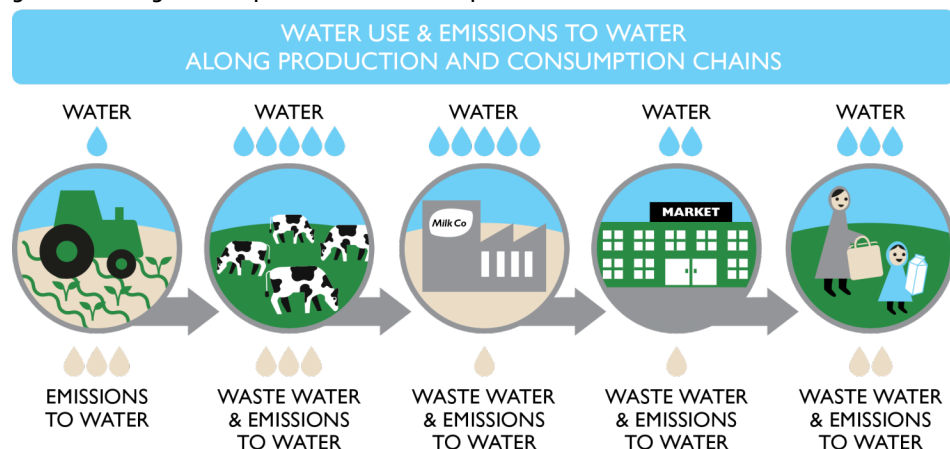 WATER USE & EMISSIONS TO WATER
ALONG PRODUCTION AND CONSUMPTION CHAINS
WATER
WATER
WATER
WATER
WATER
Milk Co
MARKET
EMISSIONS
TO WATER
WASTE WATER
& EMISSIONS
TO WATER
WASTE WATER
& EMISSIONS
TO WATER
WASTE WATER
& EMISSIONS
TO WATER
WASTE WATER
& EMISSIONS
TO WATER